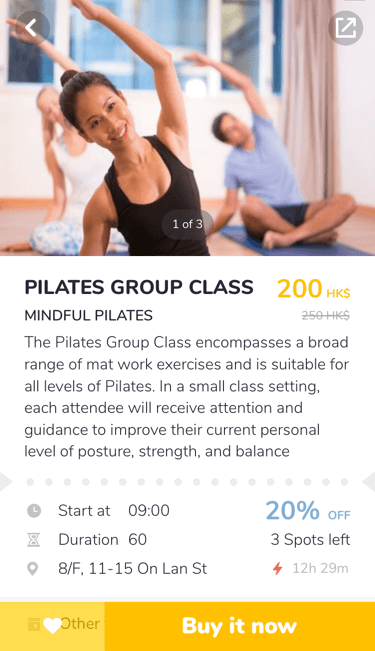 1 of 3
PILATES GROUP CLASS 200 HK$
MINDFUL PILATES 250 HK$
The Pilates Group Class encompasses a broad
range of mat work exercises and is suitable for
all levels of Pilates. In a small class setting,
each attendee will receive attention and
guidance to improve their current personal
level of posture, strength, and balance
Start at 09:00 20% OFF
Duration 60 3 Spots left
8/F, 11-15 On Lan St 12h 29m
Other
Buy it now